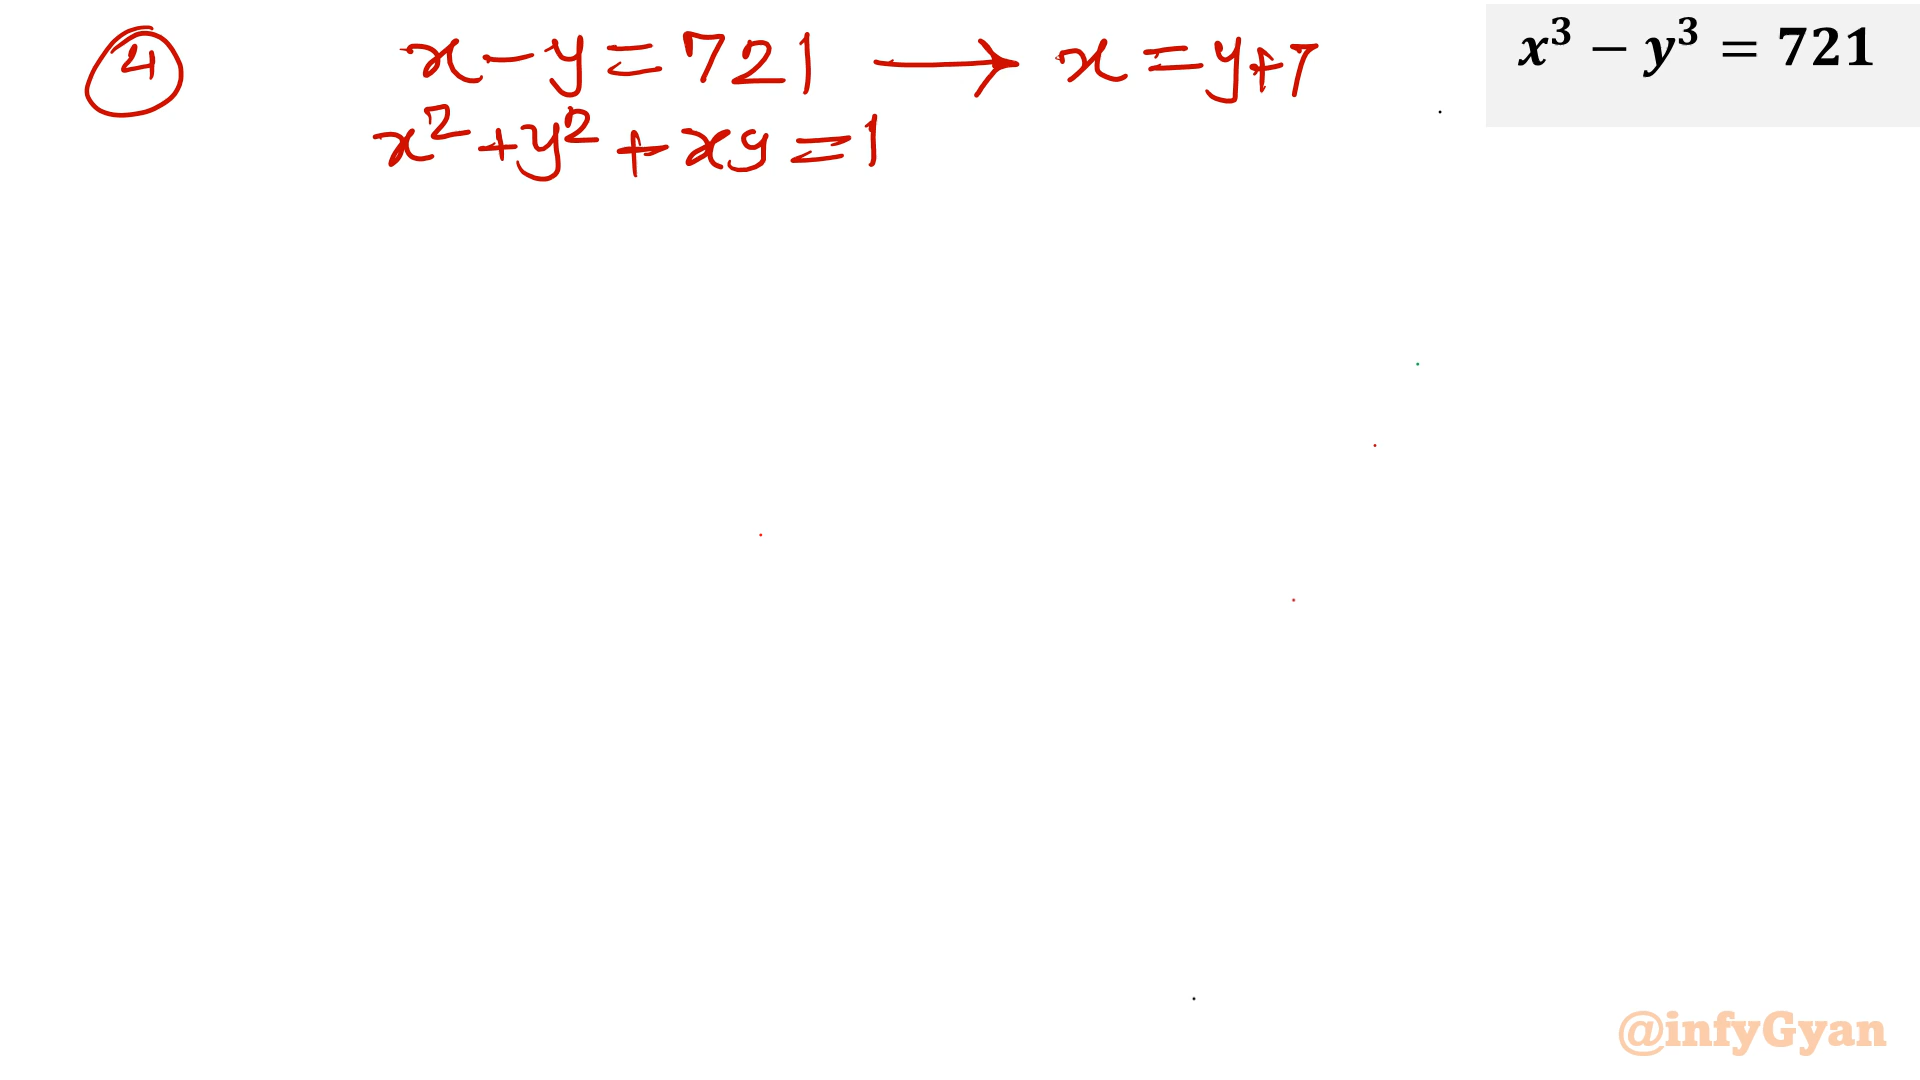 ④ x - y = 721 ⟶ x = y + 7
x² + y² + xy = 1
x³ − y³ = 721
@infyGyan